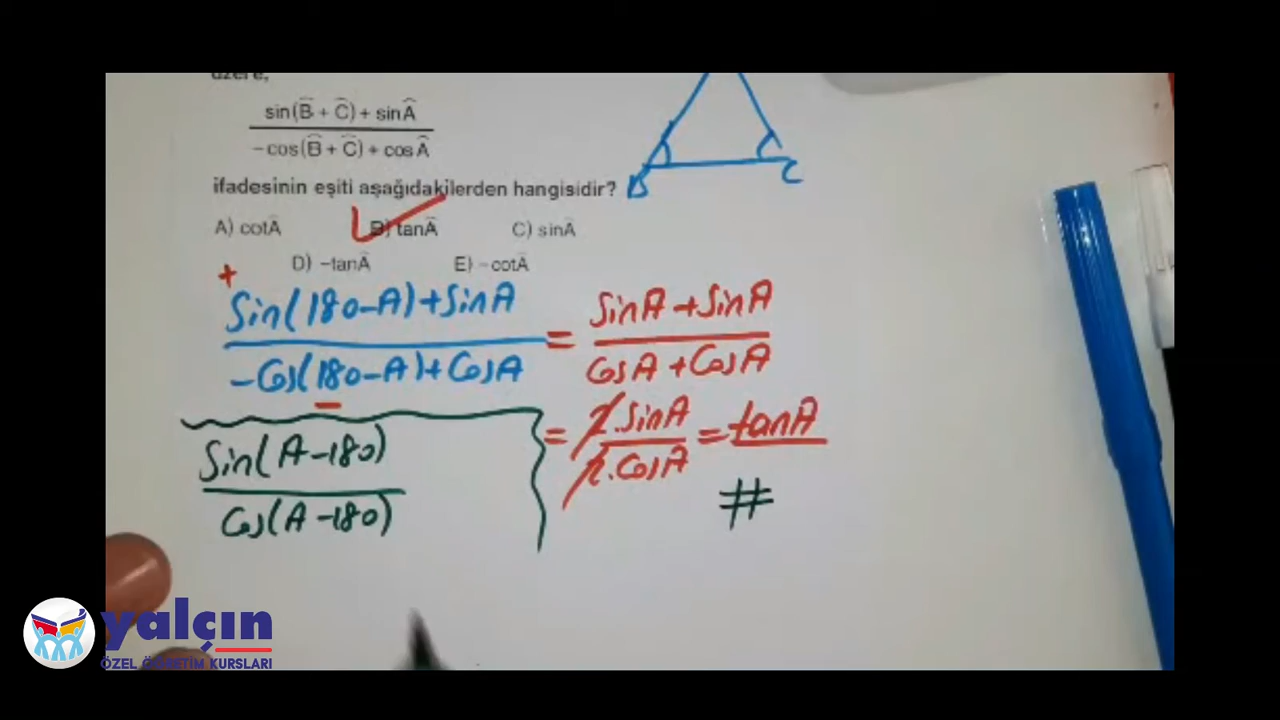 üzere,
sin(B̂ + Ĉ) + sinÂ
-cos(B̂ + Ĉ) + cosÂ
ifadesinin eşiti aşağıdakilerden hangisidir?
A) cotÂ B) tanÂ C) sinÂ
D) -tanÂ E) -cotÂ
B C
+
Sin(180-A)+SinA = SinA+SinA
-Cos(180-A)+CosA CosA+CosA
= 2.SinA = tanA
2.CosA
#
Sin(A-180)
Cos(A-180)
yalçın
ÖZEL ÖĞRETİM KURSLARI